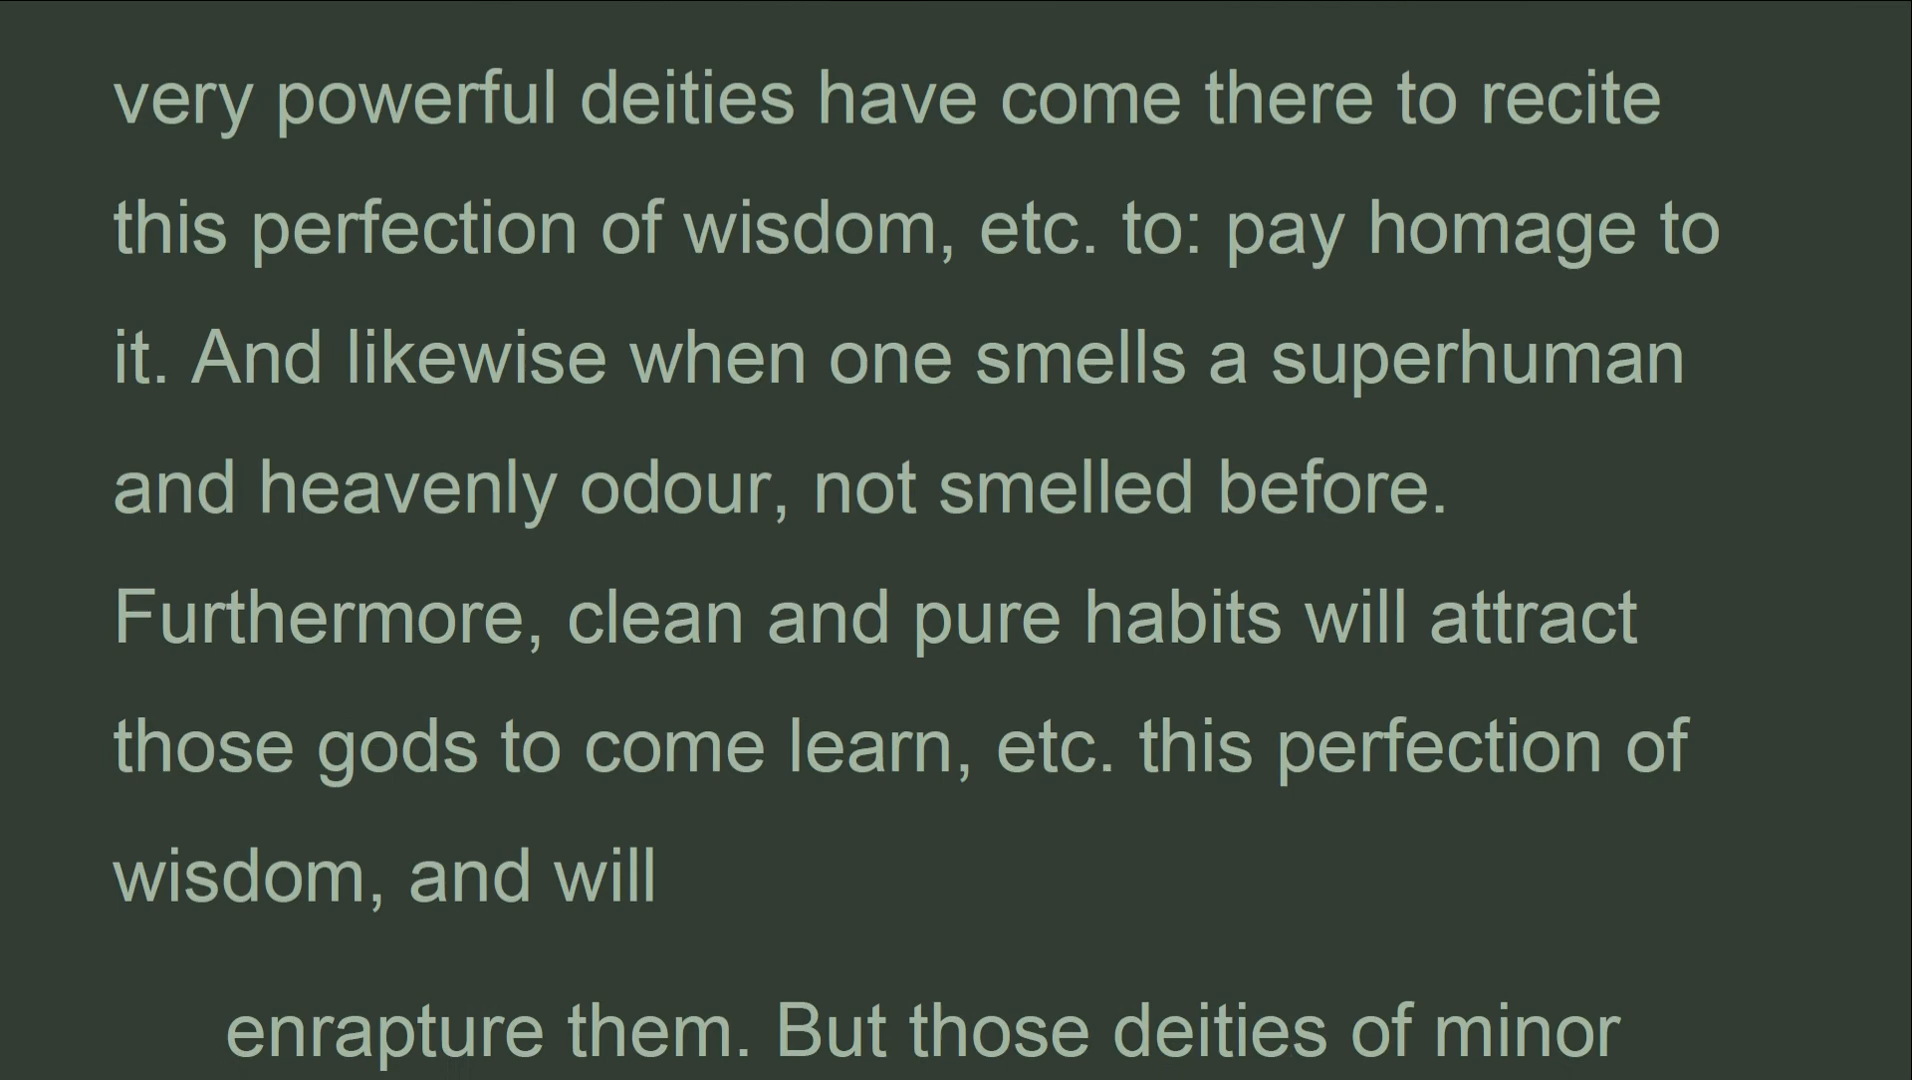 very powerful deities have come there to recite
this perfection of wisdom, etc. to: pay homage to
it. And likewise when one smells a superhuman
and heavenly odour, not smelled before.
Furthermore, clean and pure habits will attract
those gods to come learn, etc. this perfection of
wisdom, and will
enrapture them. But those deities of minor